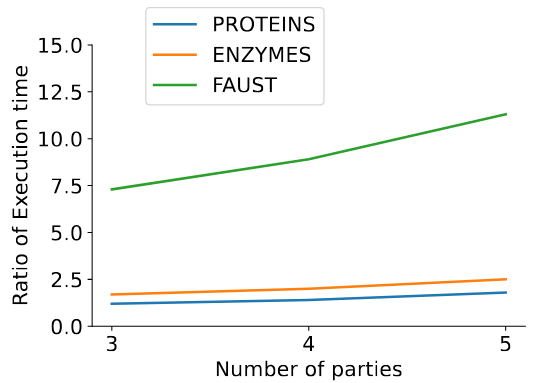 PROTEINS
ENZYMES
FAUST
Ratio of Execution time
15.0
12.5
10.0
7.5
5.0
2.5
0.0
3 4 5
Number of parties